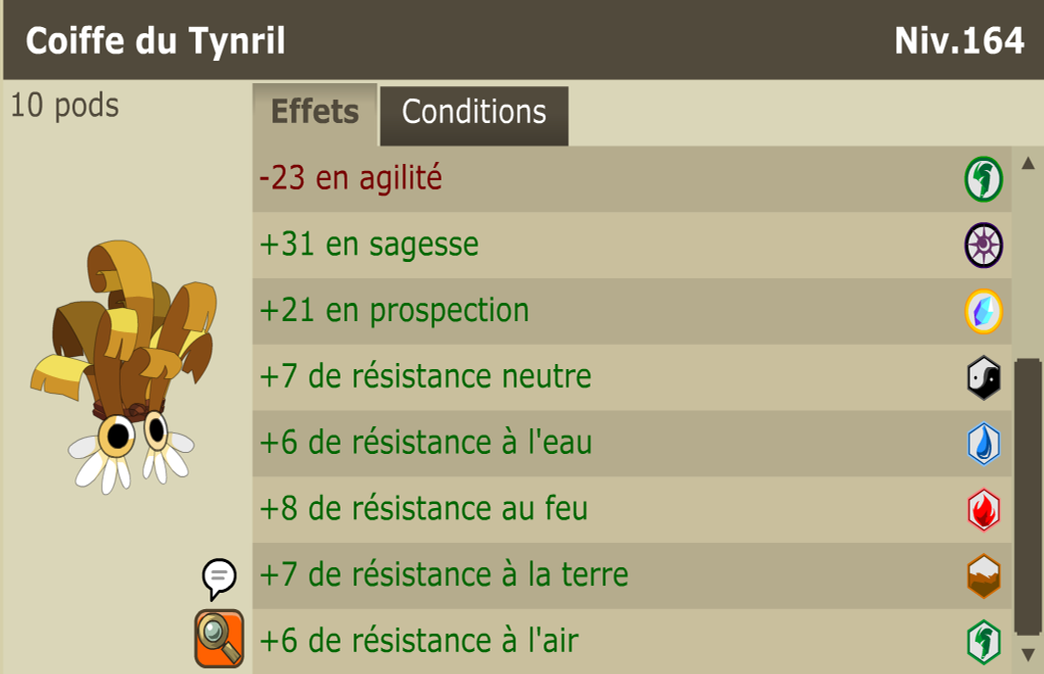 Coiffe du Tynril Niv.164
10 pods Effets Conditions
-23 en agilité
+31 en sagesse
+21 en prospection
+7 de résistance neutre
+6 de résistance à l'eau
+8 de résistance au feu
+7 de résistance à la terre
+6 de résistance à l'air